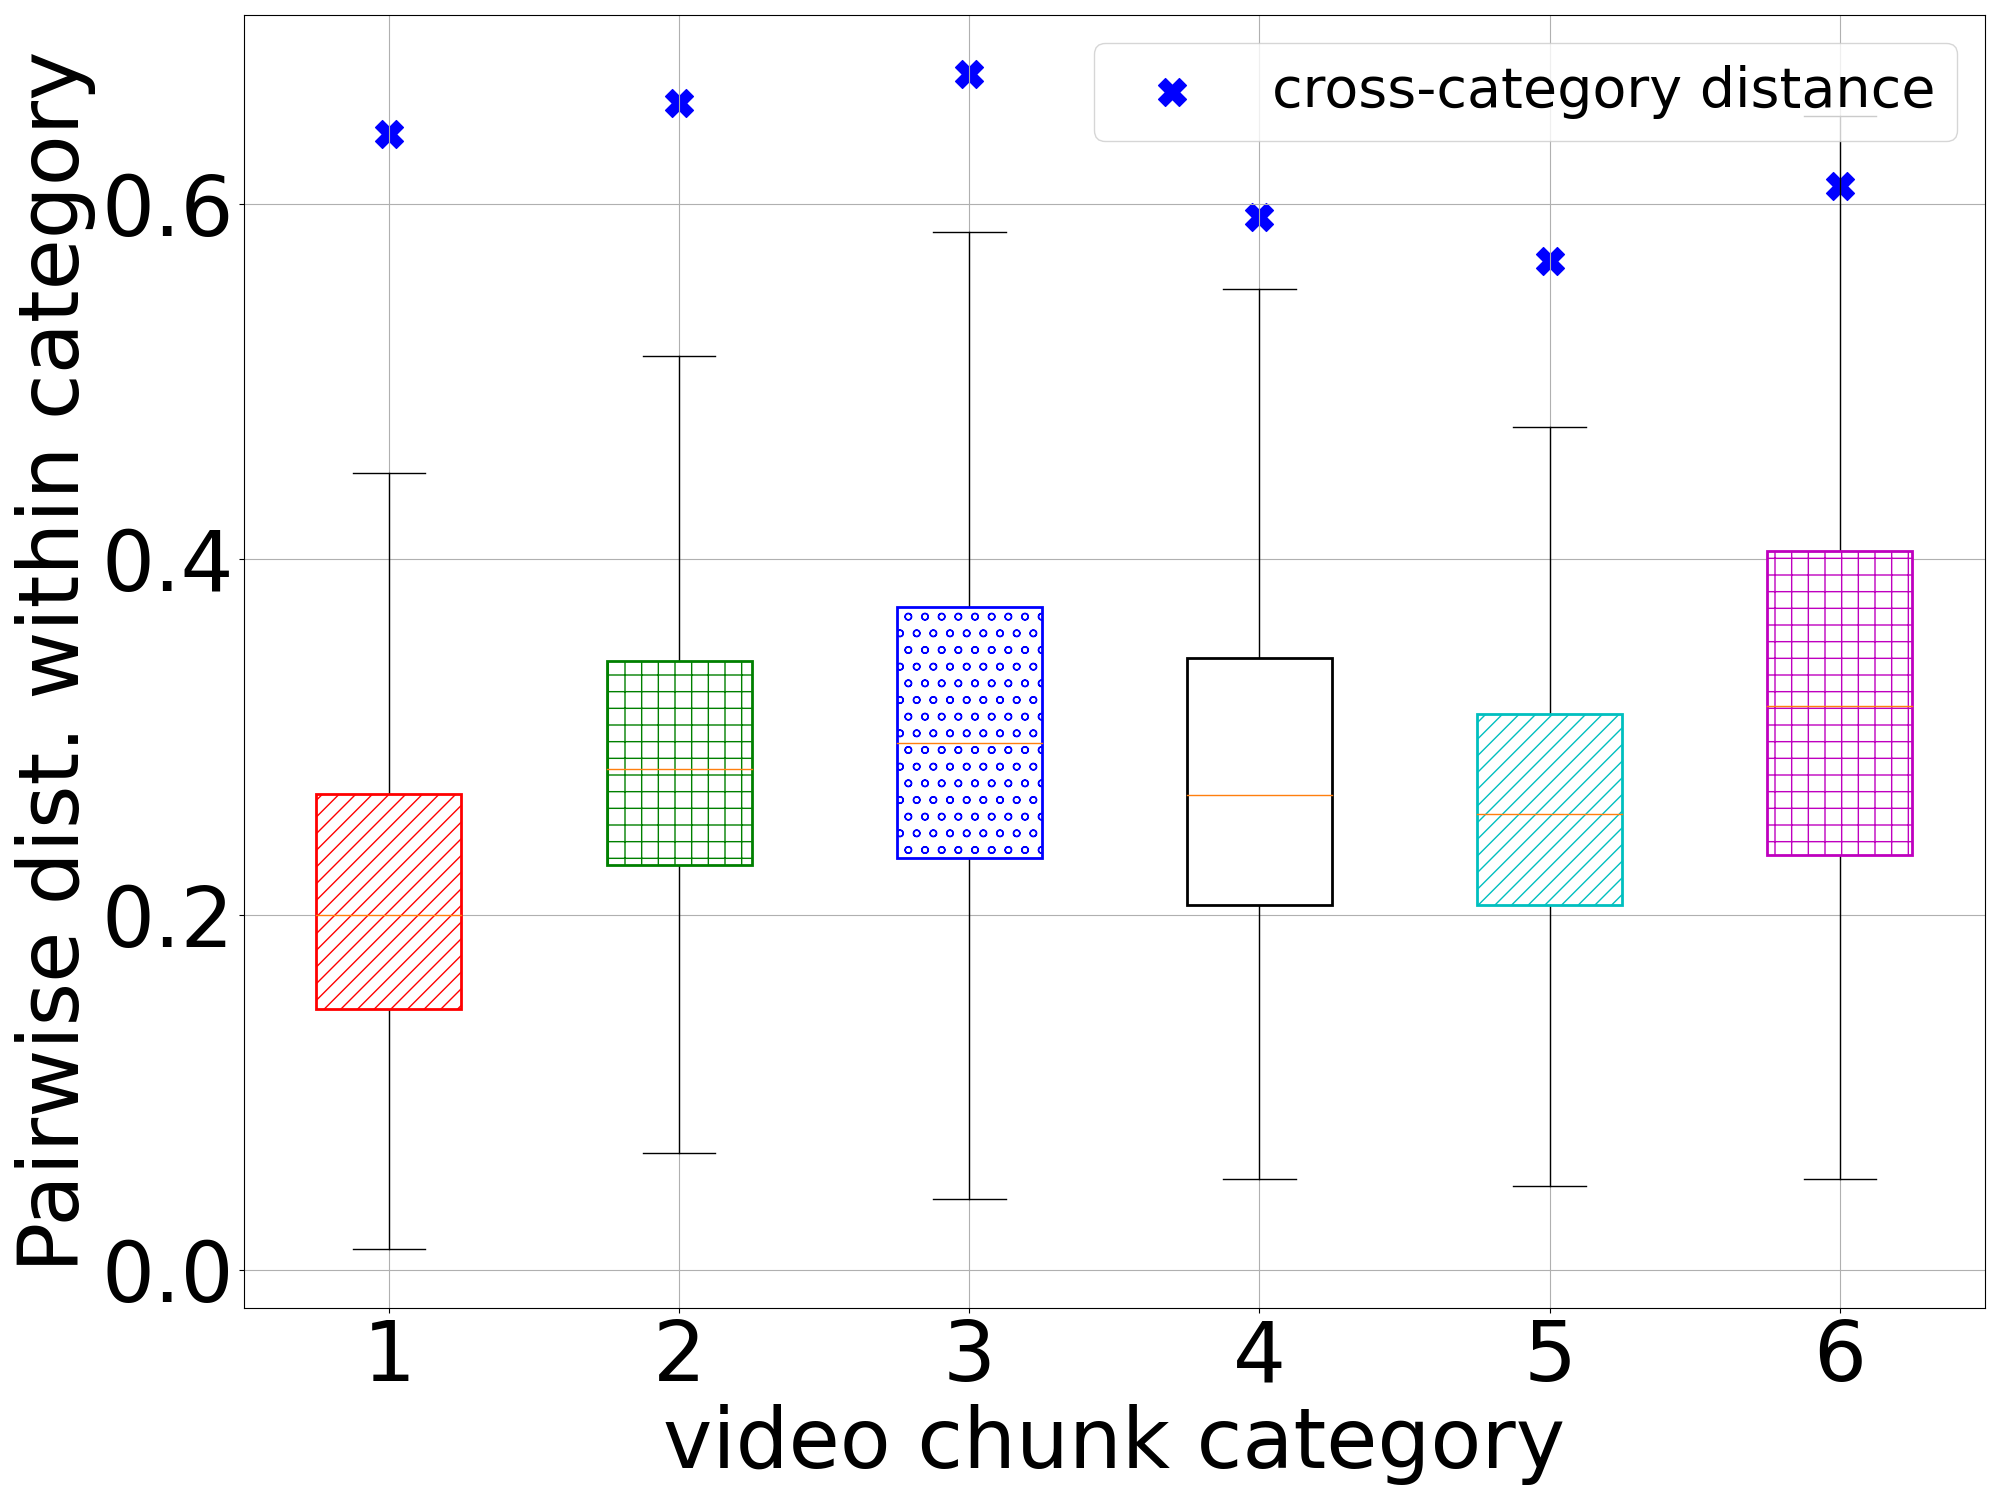 Pairwise dist. within category
cross-category distance
0.6
0.4
0.2
0.0
1 2 3 4 5 6
video chunk category